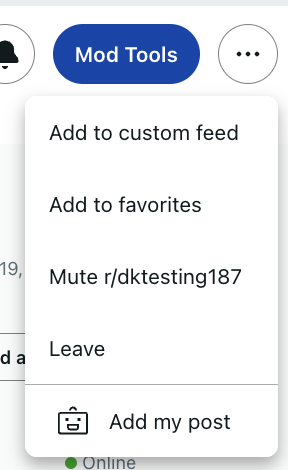 Mod Tools
Add to custom feed
Add to favorites
19,
Mute r/dktesting187
Leave
d a
Add my post
Online